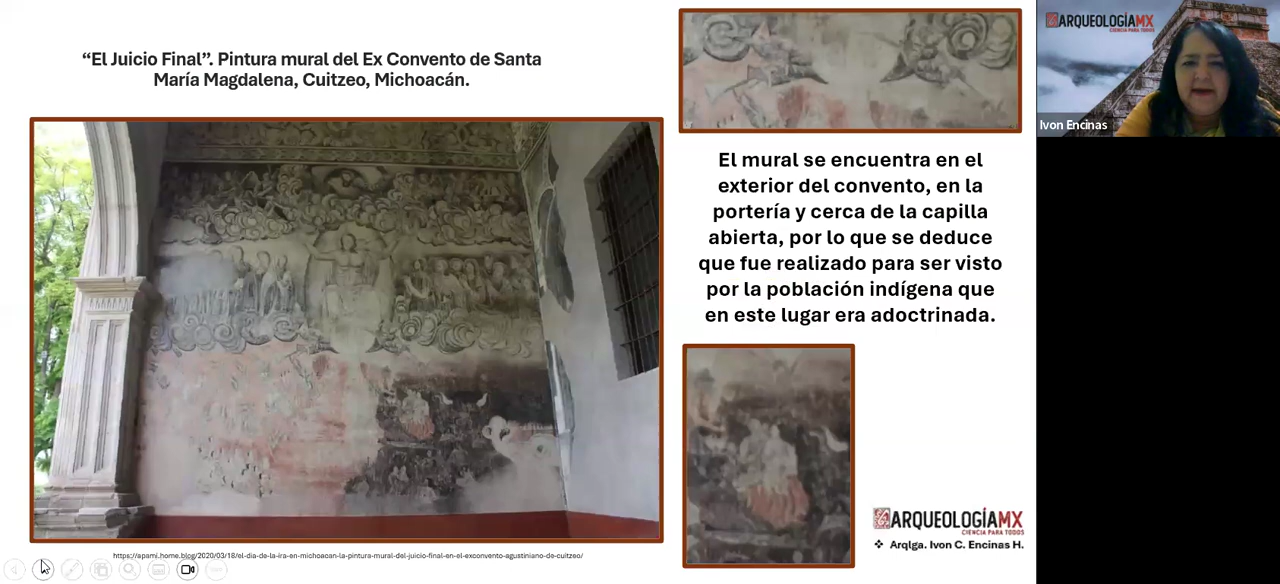 “El Juicio Final”. Pintura mural del Ex Convento de Santa
María Magdalena, Cuitzeo, Michoacán.
El mural se encuentra en el
exterior del convento, en la
portería y cerca de la capilla
abierta, por lo que se deduce
que fue realizado para ser visto
por la población indígena que
en este lugar era adoctrinada.
https://apami.home.blog/2020/03/18/el-dia-de-la-ira-en-michoacan-la-pintura-mural-del-juicio-final-en-el-exconvento-agustiniano-de-cuitzeo/
ARQUEOLOGÍAMX
CIENCIA PARA TODOS
❖ Arqlga. Ivon C. Encinas H.
ARQUEOLOGÍAMX
CIENCIA PARA TODOS
Ivon Encinas